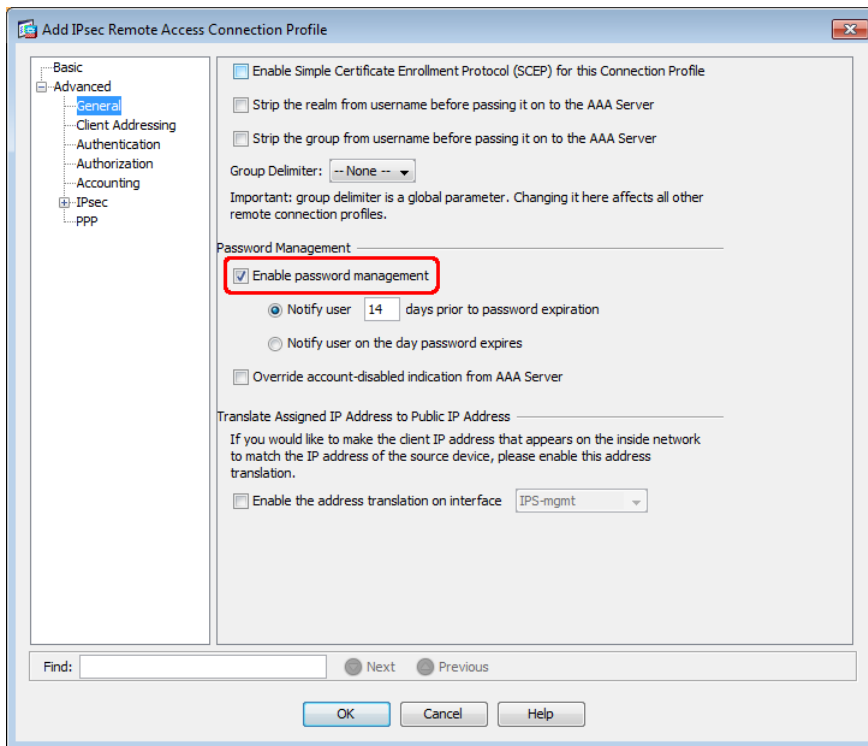 Add IPsec Remote Access Connection Profile
Basic
Advanced
General
Client Addressing
Authentication
Authorization
Accounting
IPsec
PPP
Enable Simple Certificate Enrollment Protocol (SCEP) for this Connection Profile
Strip the realm from username before passing it on to the AAA Server
Strip the group from username before passing it on to the AAA Server
Group Delimiter: -- None --
Important: group delimiter is a global parameter. Changing it here affects all other
remote connection profiles.
Password Management
Enable password management
Notify user 14 days prior to password expiration
Notify user on the day password expires
Override account-disabled indication from AAA Server
Translate Assigned IP Address to Public IP Address
If you would like to make the client IP address that appears on the inside network
to match the IP address of the source device, please enable this address
translation.
Enable the address translation on interface IPS-mgmt
Find: Next Previous
OK Cancel Help